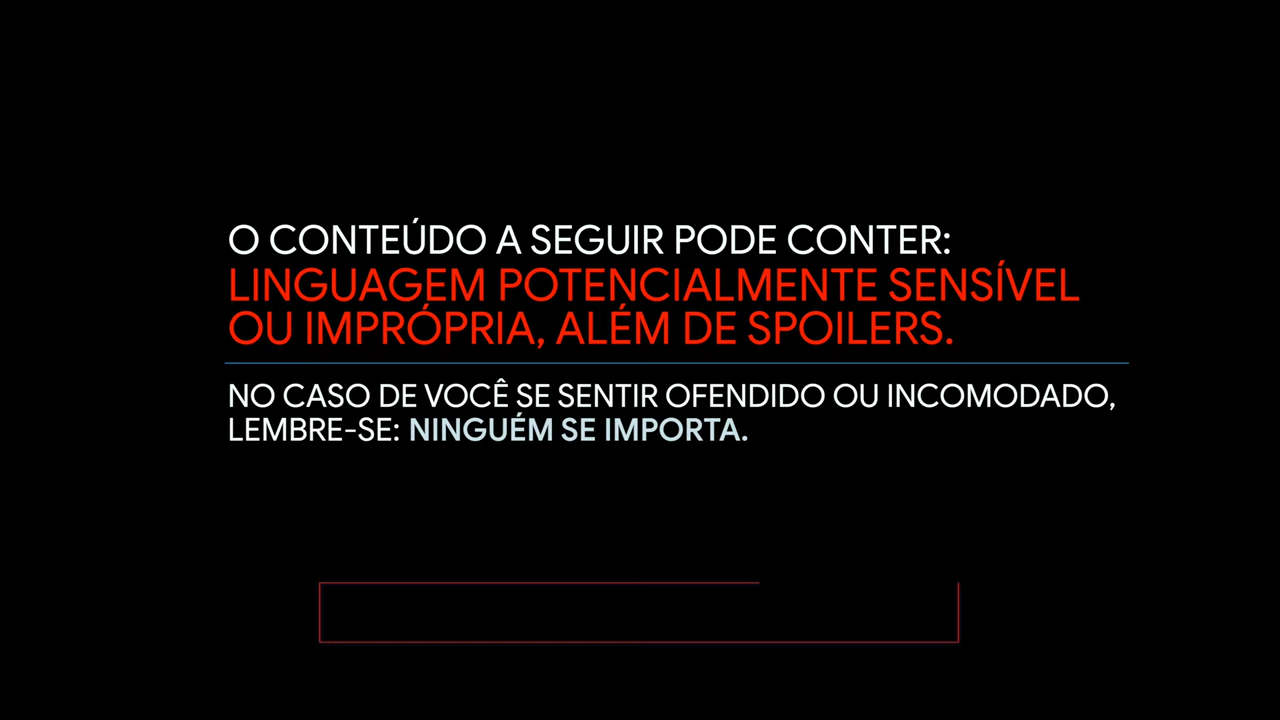 O CONTEÚDO A SEGUIR PODE CONTER:
LINGUAGEM POTENCIALMENTE SENSÍVEL
OU IMPRÓPRIA, ALÉM DE SPOILERS.
NO CASO DE VOCÊ SE SENTIR OFENDIDO OU INCOMODADO,
LEMBRE-SE: NINGUÉM SE IMPORTA.